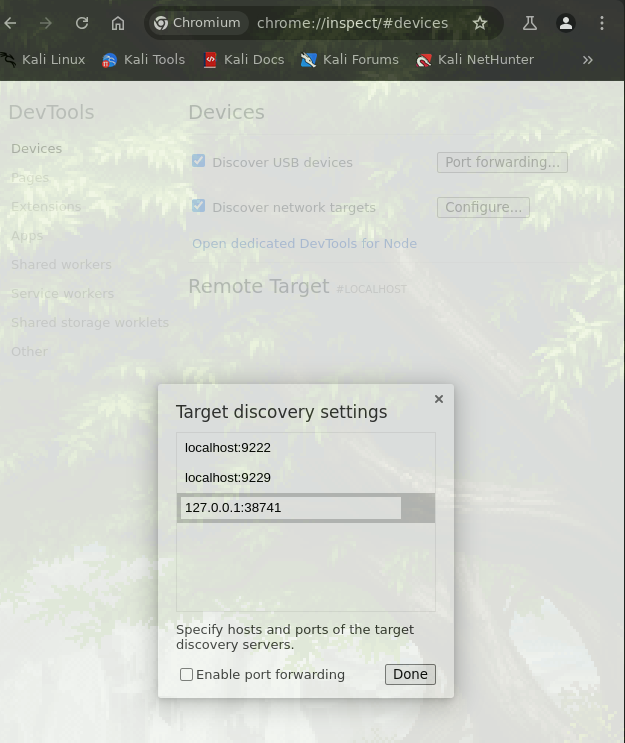 Chromium chrome://inspect/#devices
Kali Linux Kali Tools Kali Docs Kali Forums Kali NetHunter »
DevTools
Devices
Pages
Extensions
Apps
Shared workers
Service workers
Shared storage worklets
Other
Devices
Discover USB devices Port forwarding...
Discover network targets Configure...
Open dedicated DevTools for Node
Remote Target #LOCALHOST
Target discovery settings
localhost:9222
localhost:9229
127.0.0.1:38741
Specify hosts and ports of the target
discovery servers.
Enable port forwarding Done